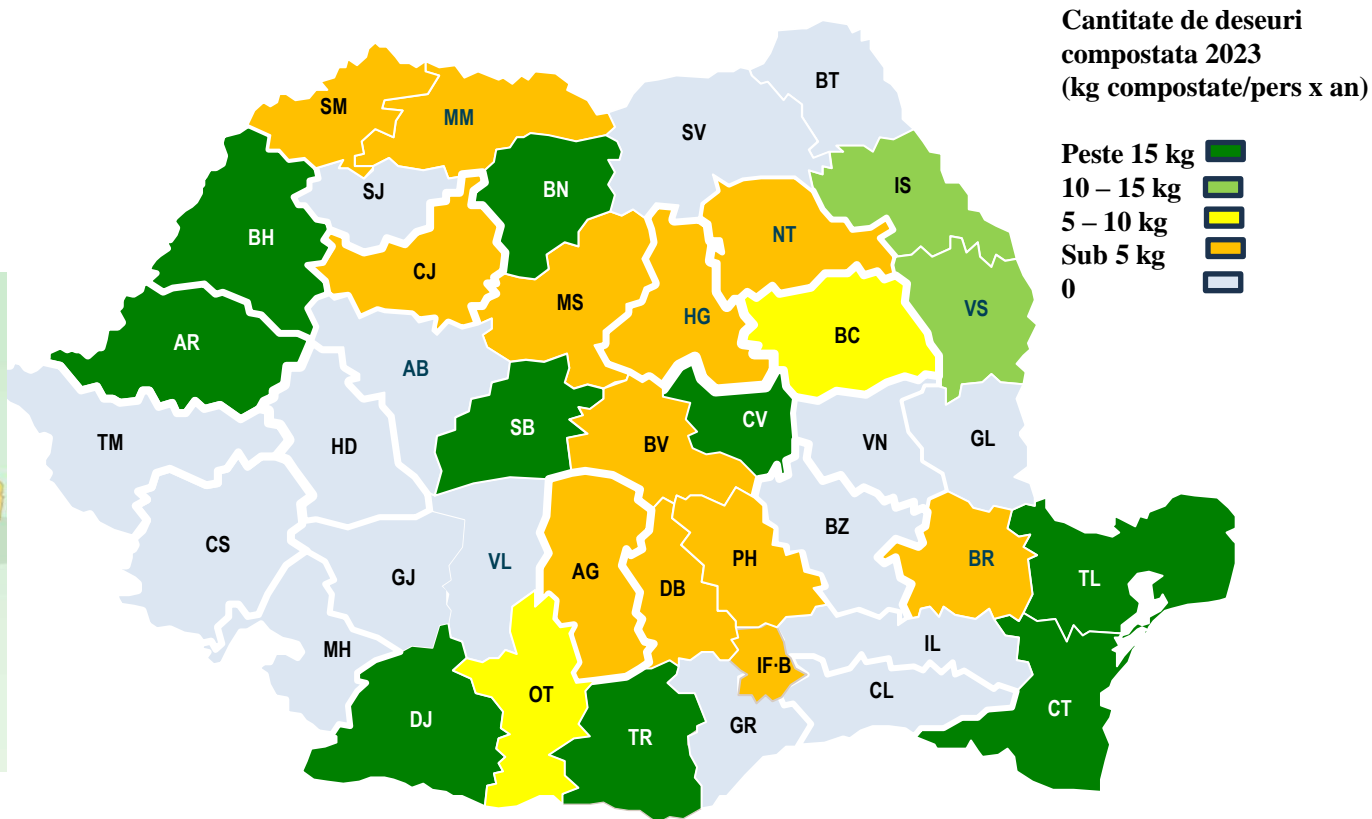 Cantitate de deseuri
compostata 2023
(kg compostate/pers x an)
Peste 15 kg
10 – 15 kg
5 – 10 kg
Sub 5 kg
0
BT
SM
MM
SV
IS
SJ
BN
BH
NT
CJ
MS
HG
VS
BC
AR
AB
CV
SB
TM
HD
BV
VN
GL
BZ
CS
VL
PH
BR
GJ
AG
DB
TL
MH
IL
IF·B
CL
OT
CT
DJ
GR
TR